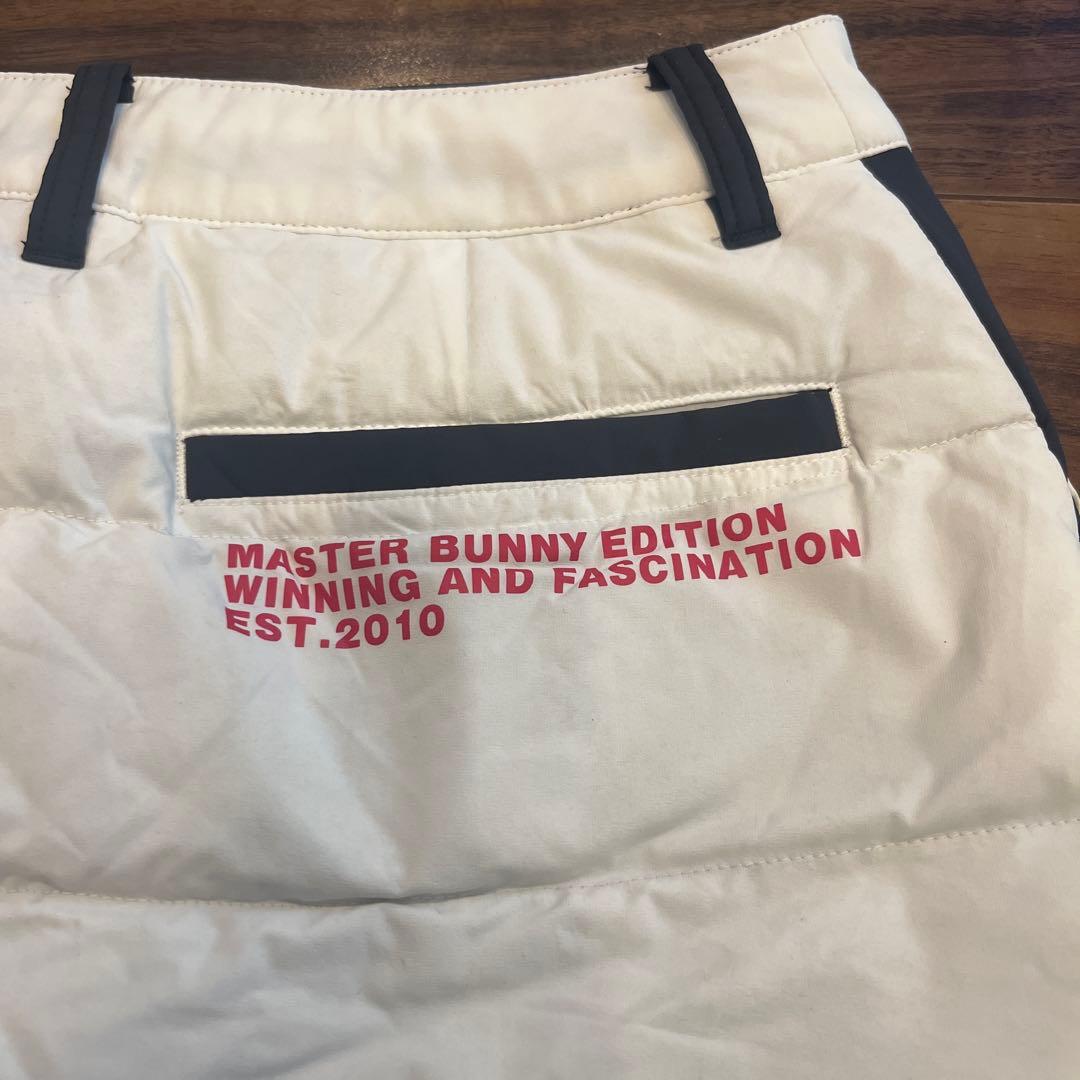 MASTER BUNNY EDITION
WINNING AND FASCINATION
EST.2010